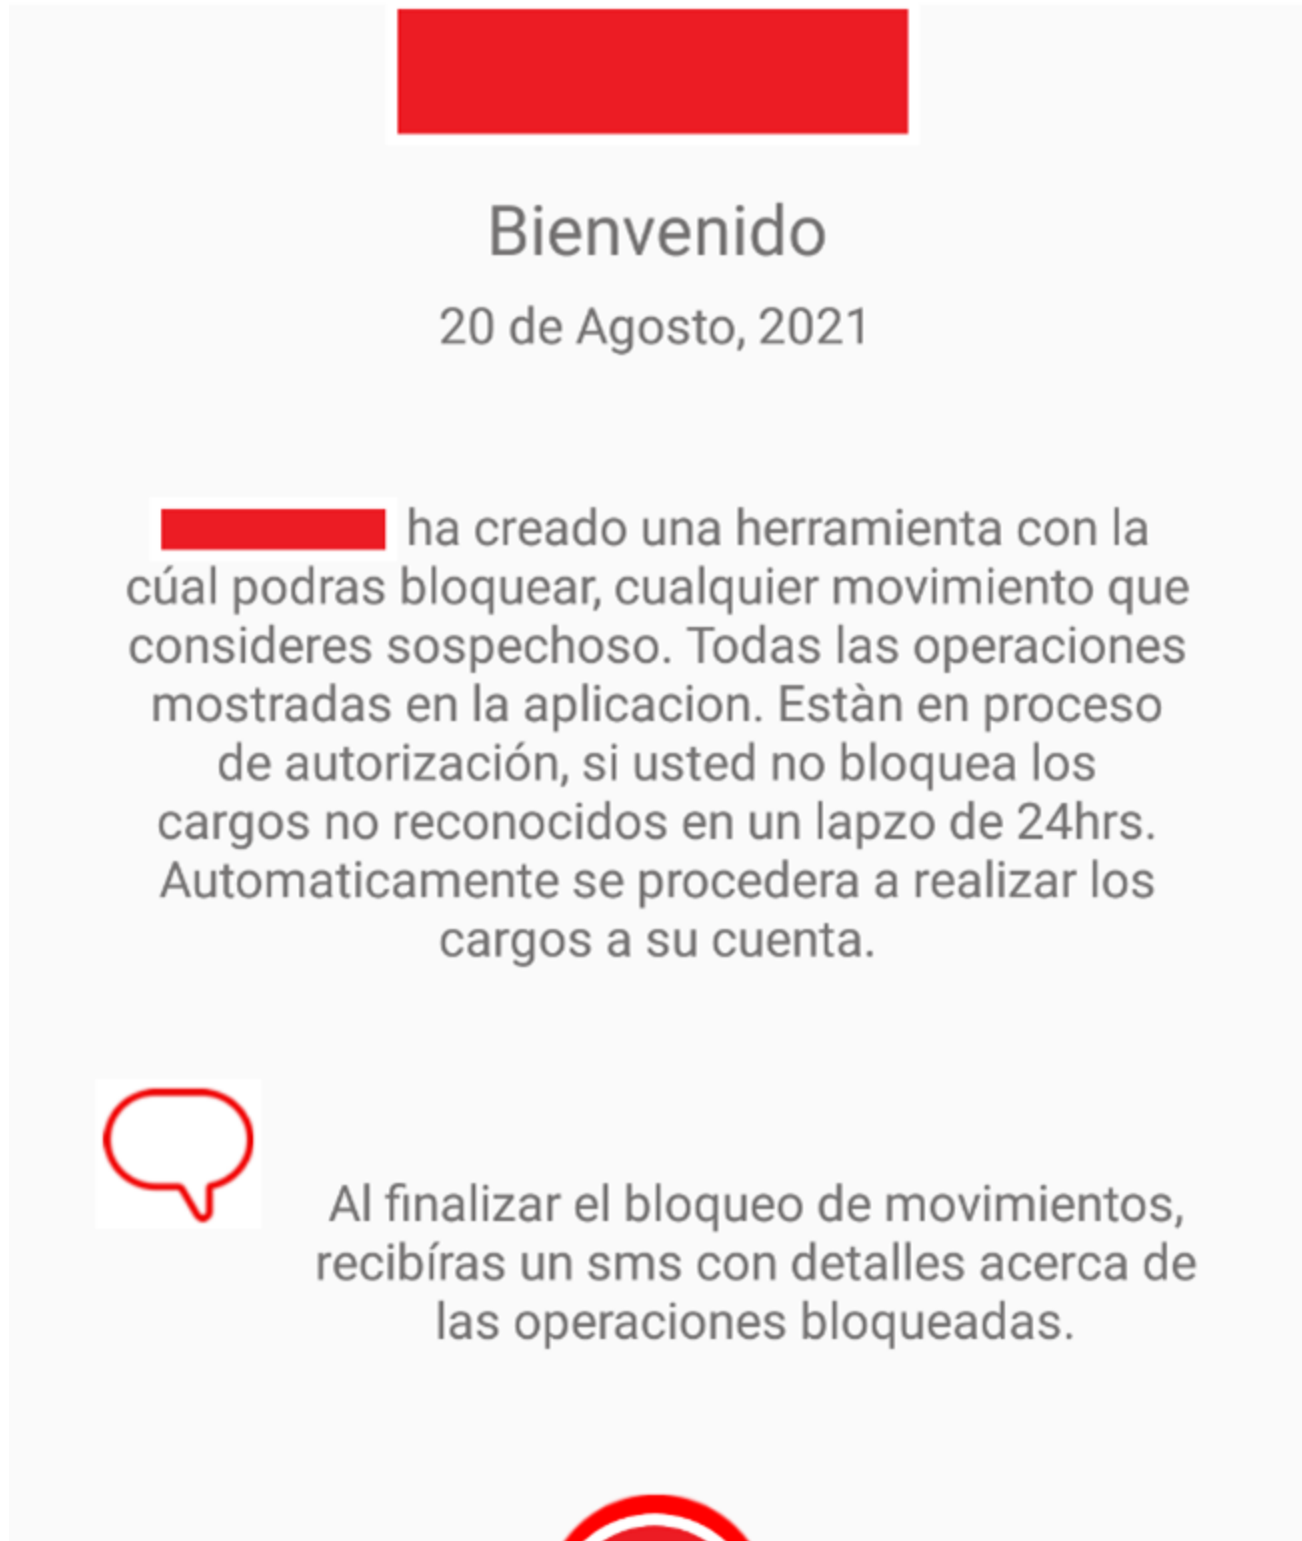 Bienvenido
20 de Agosto, 2021
ha creado una herramienta con la
cúal podras bloquear, cualquier movimiento que
consideres sospechoso. Todas las operaciones
mostradas en la aplicacion. Estàn en proceso
de autorización, si usted no bloquea los
cargos no reconocidos en un lapzo de 24hrs.
Automaticamente se procedera a realizar los
cargos a su cuenta.
Al finalizar el bloqueo de movimientos,
recibíras un sms con detalles acerca de
las operaciones bloqueadas.